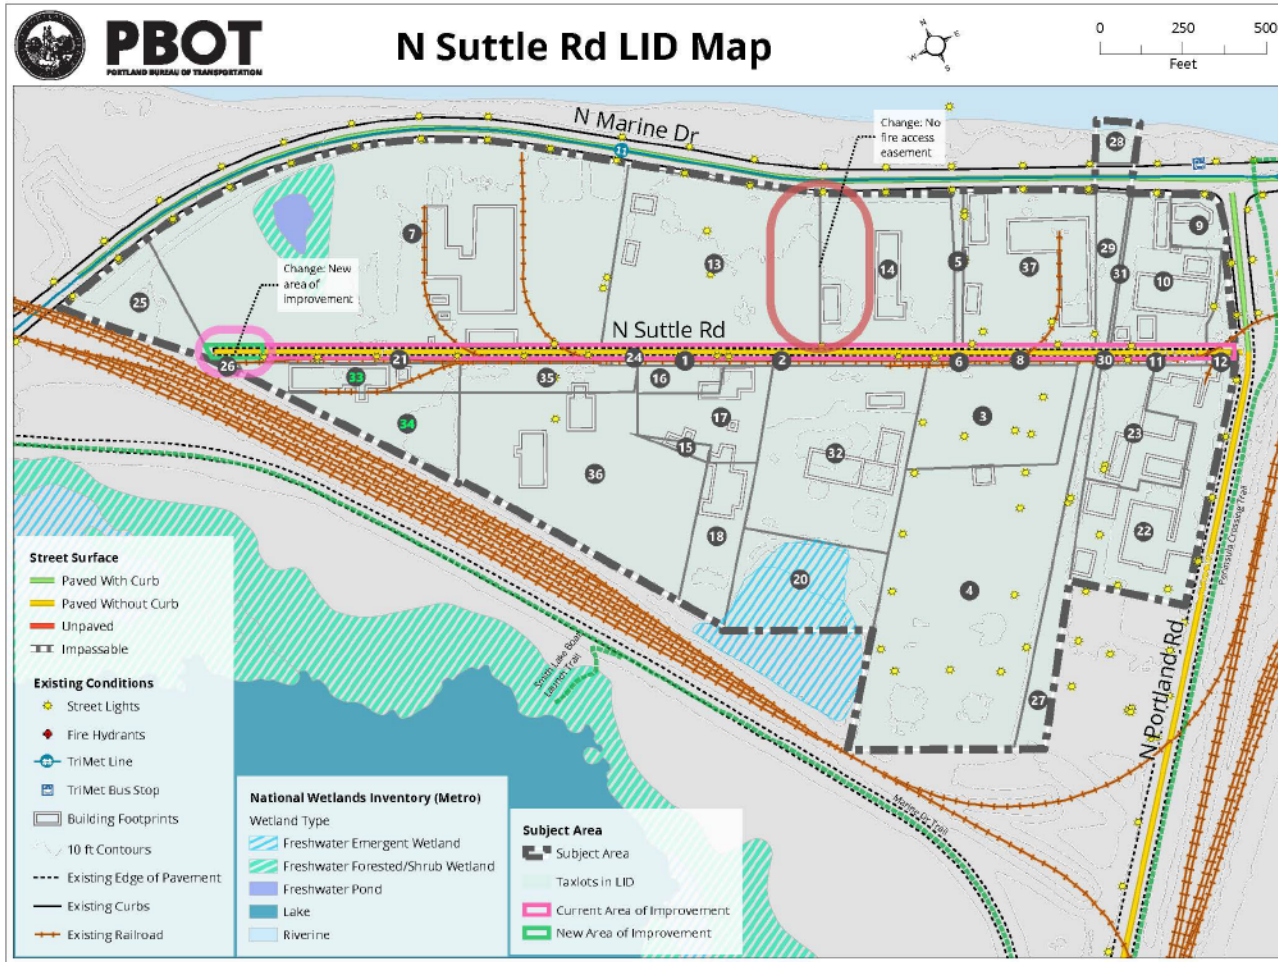 PBOT
PORTLAND BUREAU OF TRANSPORTATION
N Suttle Rd LID Map
N
E
S
W
0 250 500
Feet
N Marine Dr
11
Change: No
fire access
easement
28
7
13
14
5
37
29
31
10
9
25
Change: New
area of
improvement
N Suttle Rd
26
21
24
1
2
6
8
30
11
12
33
35
16
34
17
15
3
23
36
32
18
20
4
22
27
Peninsula Crossing Trail
N Portland Rd
Smith Lake Boat
Launch Trail
Marine Dr Trail
Street Surface
Paved With Curb
Paved Without Curb
Unpaved
Impassable
Existing Conditions
Street Lights
Fire Hydrants
TriMet Line
TriMet Bus Stop
Building Footprints
10 ft Contours
Existing Edge of Pavement
Existing Curbs
Existing Railroad
National Wetlands Inventory (Metro)
Wetland Type
Freshwater Emergent Wetland
Freshwater Forested/Shrub Wetland
Freshwater Pond
Lake
Riverine
Subject Area
Subject Area
Taxlots in LID
Current Area of Improvement
New Area of Improvement